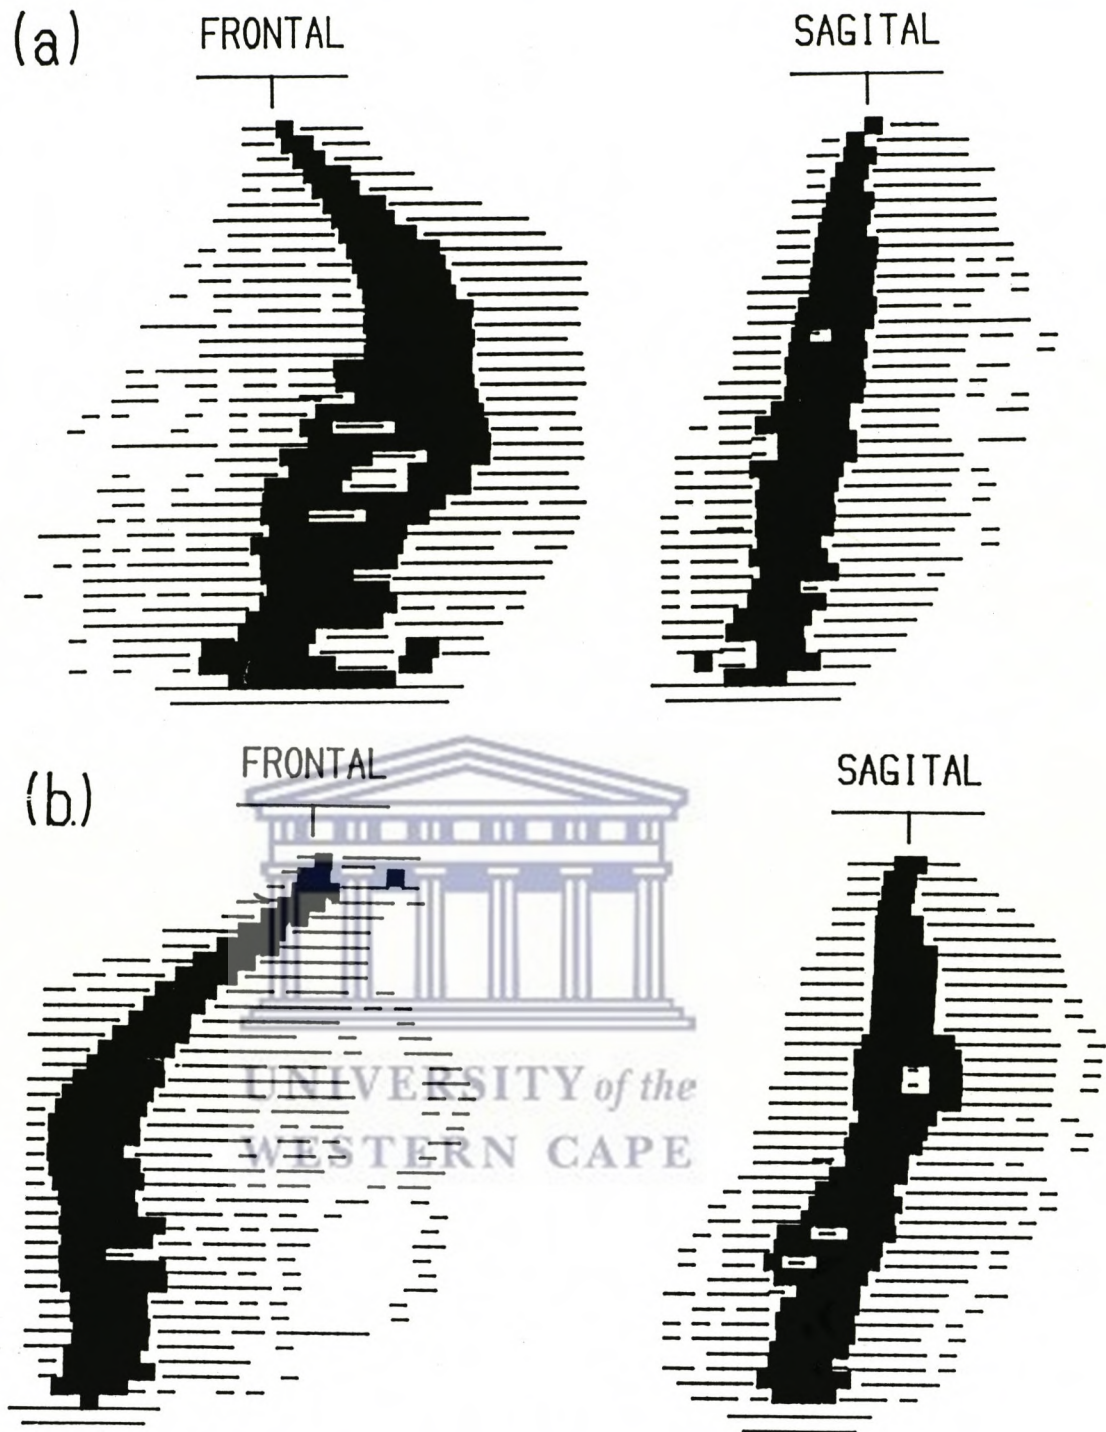 (a)
FRONTAL
SAGITAL
(b.)
FRONTAL
SAGITAL
UNIVERSITY of the
WESTERN CAPE